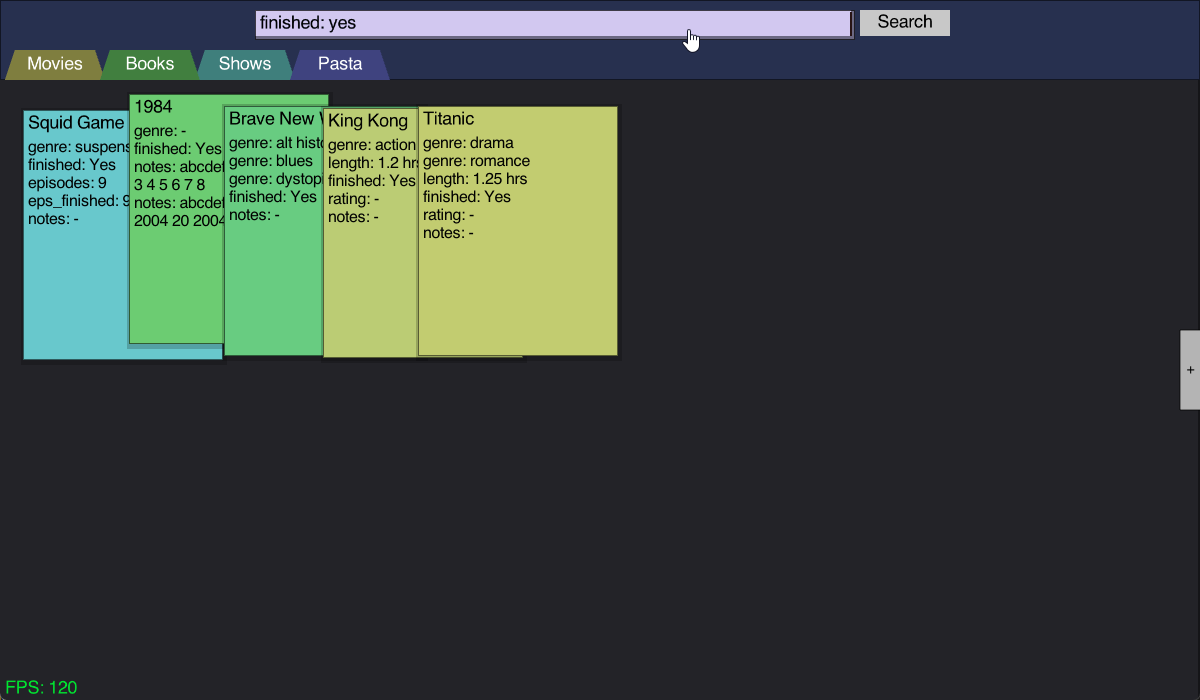 finished: yes
Search
Movies
Books
Shows
Pasta
Squid Game
genre: suspens
finished: Yes
episodes: 9
eps_finished: 9
notes: -
1984
genre: -
finished: Yes
notes: abcdef
3 4 5 6 7 8
notes: abcdef
2004 20 2004
Brave New
genre: alt histo
genre: blues
genre: dystopi
finished: Yes
notes: -
King Kong
genre: action
length: 1.2 hrs
finished: Yes
rating: -
notes: -
Titanic
genre: drama
genre: romance
length: 1.25 hrs
finished: Yes
rating: -
notes: -
+
FPS: 120